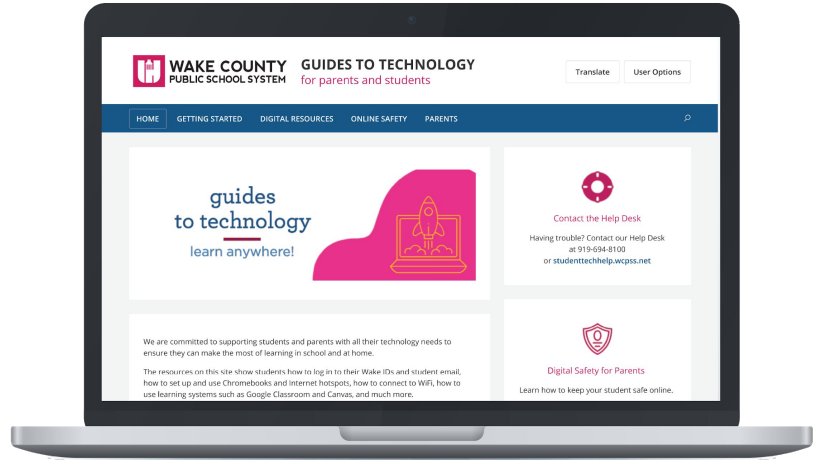 WAKE COUNTY
PUBLIC SCHOOL SYSTEM
GUIDES TO TECHNOLOGY
for parents and students
Translate
User Options
HOME
GETTING STARTED
DIGITAL RESOURCES
ONLINE SAFETY
PARENTS
guides
to technology
learn anywhere!
Contact the Help Desk
Having trouble? Contact our Help Desk
at 919-694-8100
or studenttechhelp.wcpss.net
We are committed to supporting students and parents with all their technology needs to
ensure they can make the most of learning in school and at home.
The resources on this site show students how to log in to their Wake IDs and student email,
how to set up and use Chromebooks and internet hotspots, how to connect to WiFi, how to
use learning systems such as Google Classroom and Canvas, and much more.
Digital Safety for Parents
Learn how to keep your student safe online.